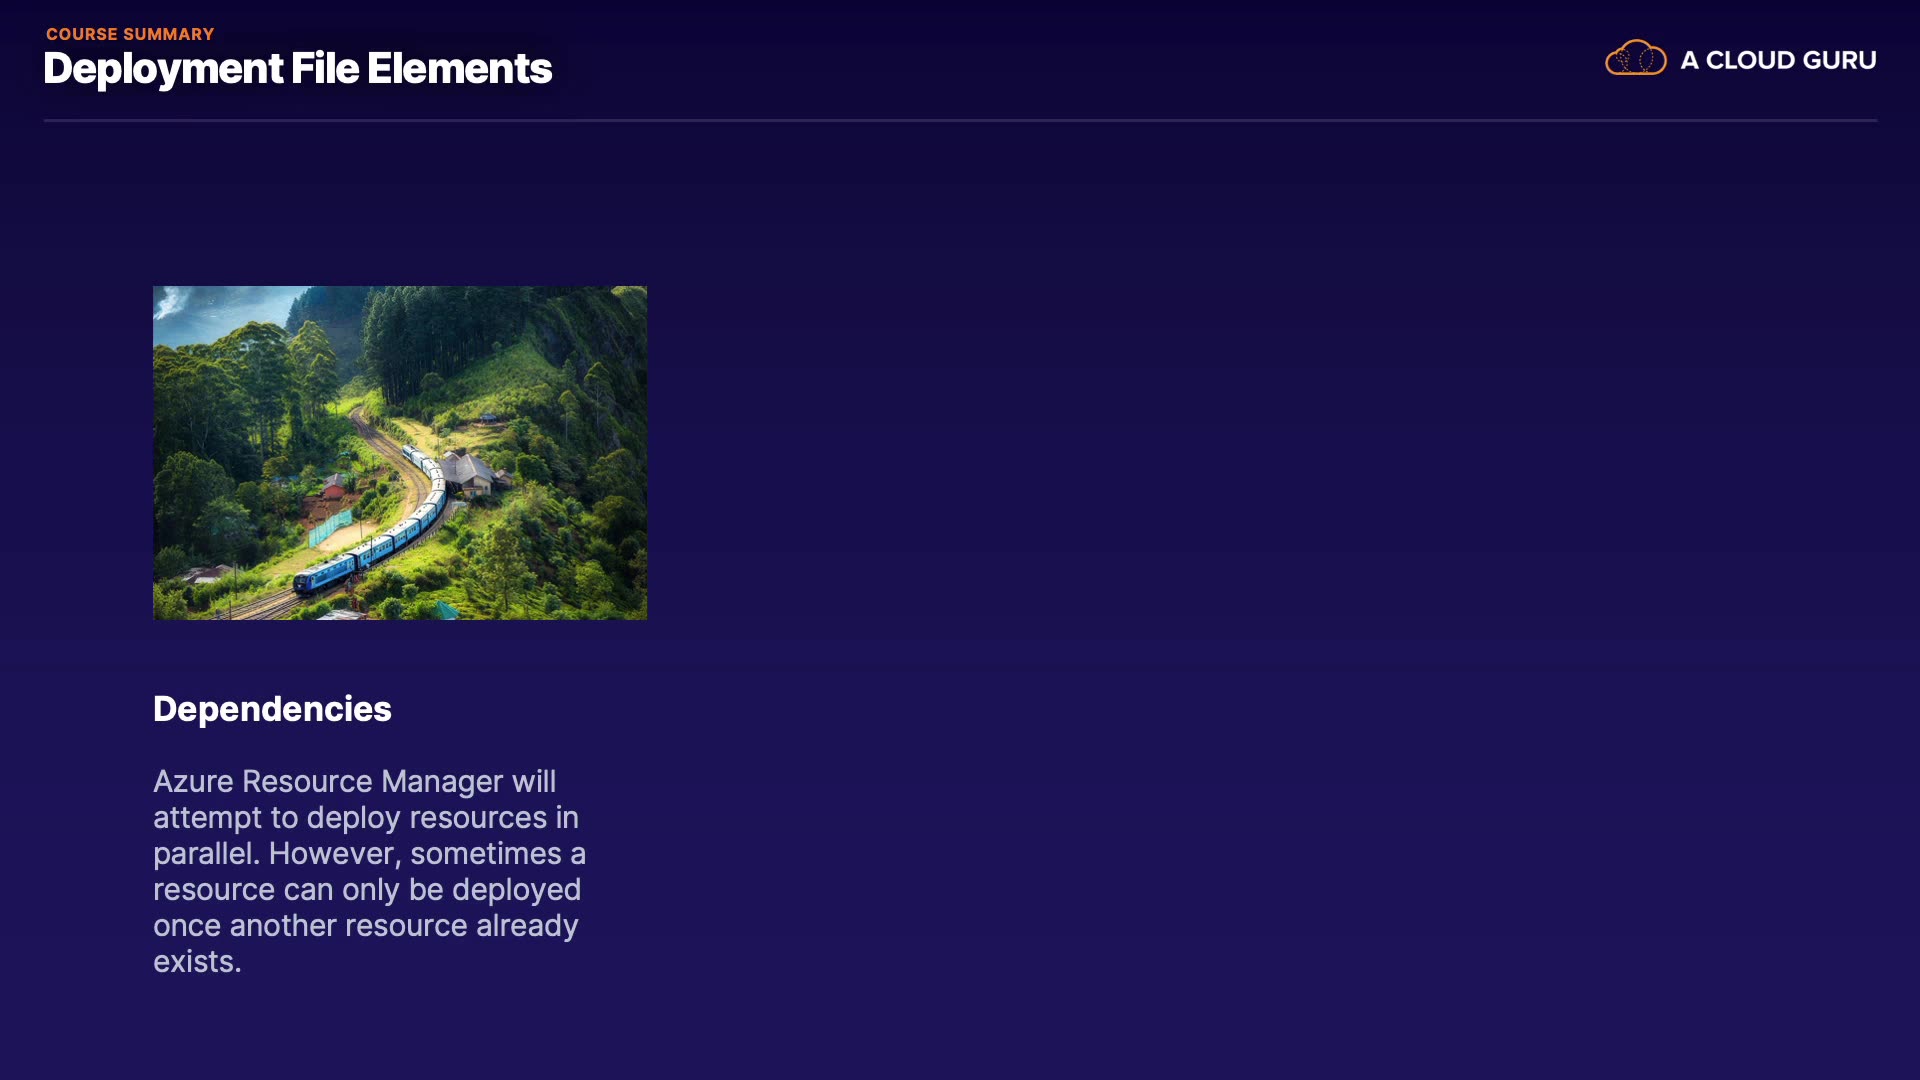 COURSE SUMMARY
Deployment File Elements
A CLOUD GURU
Dependencies
Azure Resource Manager will
attempt to deploy resources in
parallel. However, sometimes a
resource can only be deployed
once another resource already
exists.